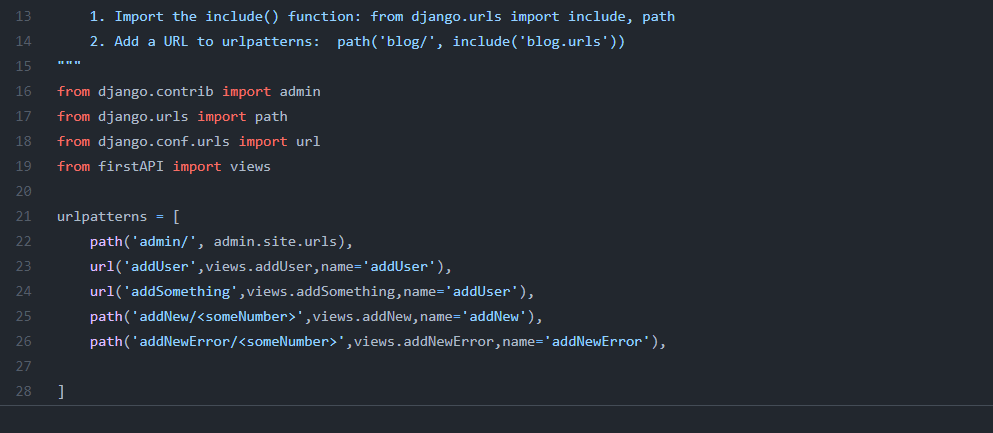 13 1. Import the include() function: from django.urls import include, path
14 2. Add a URL to urlpatterns:  path('blog/', include('blog.urls'))
15 """
16 from django.contrib import admin
17 from django.urls import path
18 from django.conf.urls import url
19 from firstAPI import views
20
21 urlpatterns = [
22 path('admin/', admin.site.urls),
23 url('addUser',views.addUser,name='addUser'),
24 url('addSomething',views.addSomething,name='addUser'),
25 path('addNew/<someNumber>',views.addNew,name='addNew'),
26 path('addNewError/<someNumber>',views.addNewError,name='addNewError'),
27
28 ]